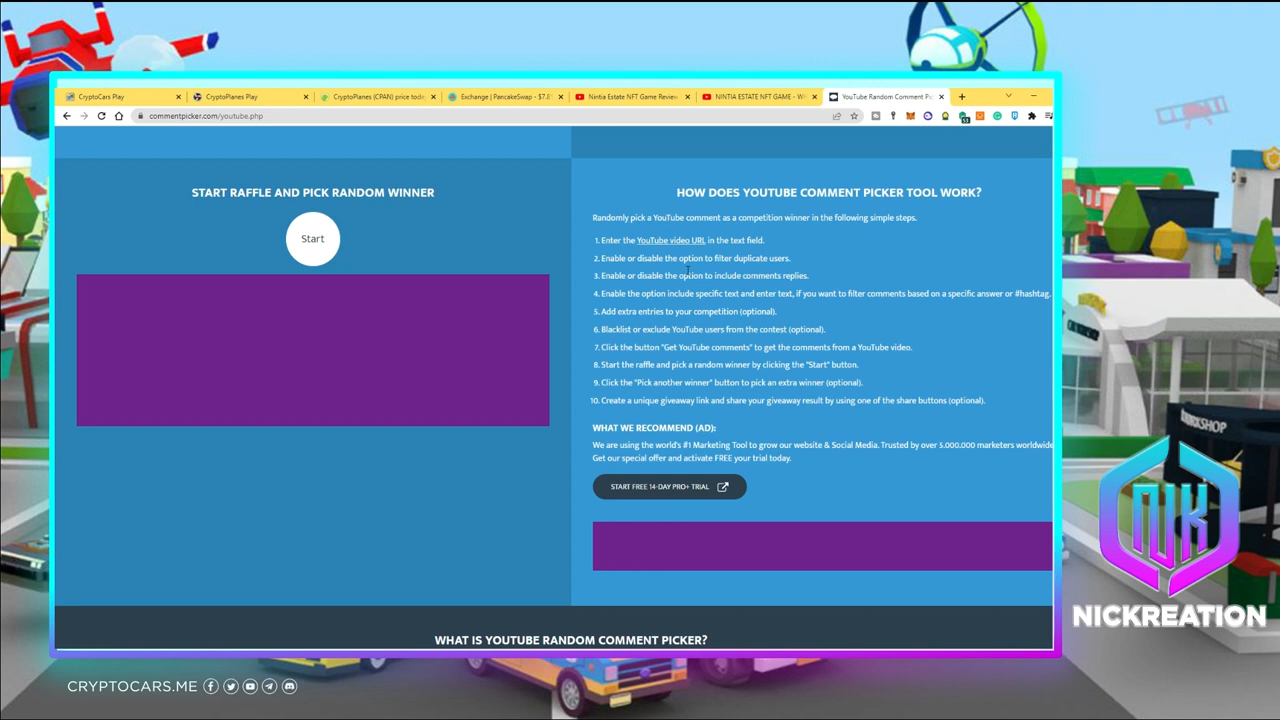 CryptoCars Play
CryptoPlanes Play
CryptoPlanes (CPAN) price toda
Exchange | PancakeSwap - $7.8
Nintia Estate NFT Game Review
NINTIA ESTATE NFT GAME - WH
YouTube Random Comment Pi
commentpicker.com/youtube.php
START RAFFLE AND PICK RANDOM WINNER
Start
HOW DOES YOUTUBE COMMENT PICKER TOOL WORK?
Randomly pick a YouTube comment as a competition winner in the following simple steps.
1. Enter the YouTube video URL in the text field.
2. Enable or disable the option to filter duplicate users.
3. Enable or disable the option to include comments replies.
4. Enable the option include specific text and enter text, if you want to filter comments based on a specific answer or #hashtag.
5. Add extra entries to your competition (optional).
6. Blacklist or exclude YouTube users from the contest (optional).
7. Click the button "Get YouTube comments" to get the comments from a YouTube video.
8. Start the raffle and pick a random winner by clicking the "Start" button.
9. Click the "Pick another winner" button to pick an extra winner (optional).
10. Create a unique giveaway link and share your giveaway result by using one of the share buttons (optional).
WHAT WE RECOMMEND (AD):
We are using the world's #1 Marketing Tool to grow our website & Social Media. Trusted by over 5.000.000 marketers worldwide
Get our special offer and activate FREE your trial today.
START FREE 14-DAY PRO+ TRIAL
WHAT IS YOUTUBE RANDOM COMMENT PICKER?
WORKSHOP
NICKREATION
CRYPTOCARS.ME